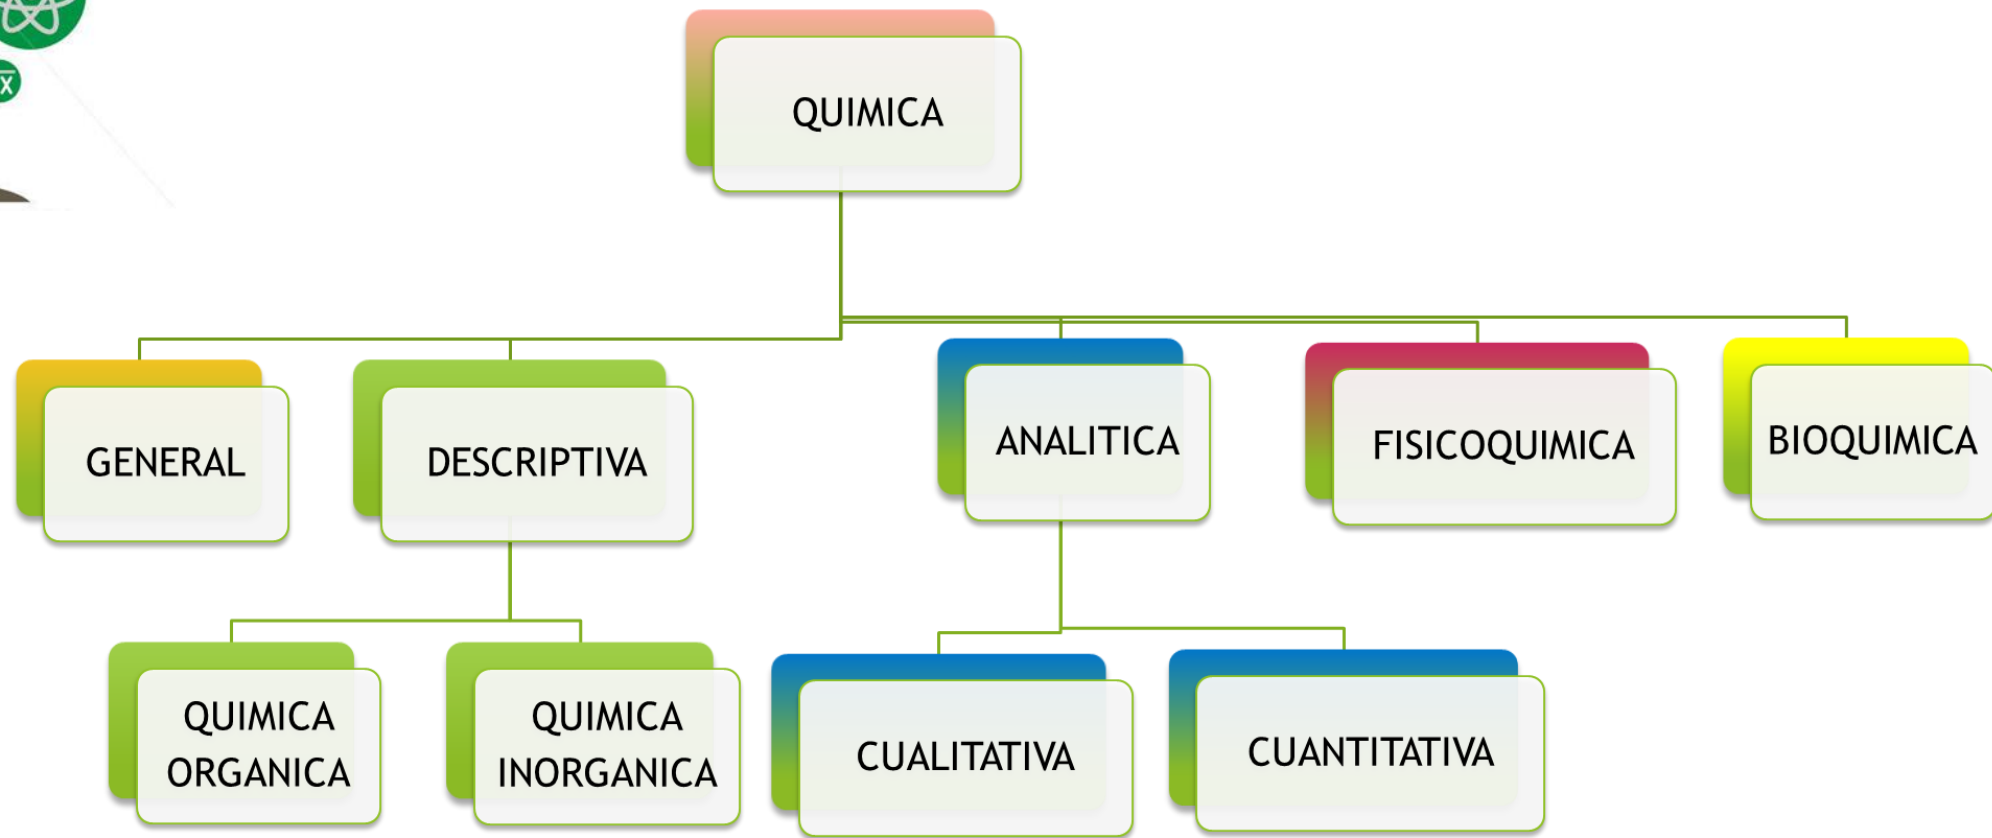 x
QUIMICA
GENERAL
DESCRIPTIVA
ANALITICA
FISICOQUIMICA
BIOQUIMICA
QUIMICA
ORGANICA
QUIMICA
INORGANICA
CUALITATIVA
CUANTITATIVA